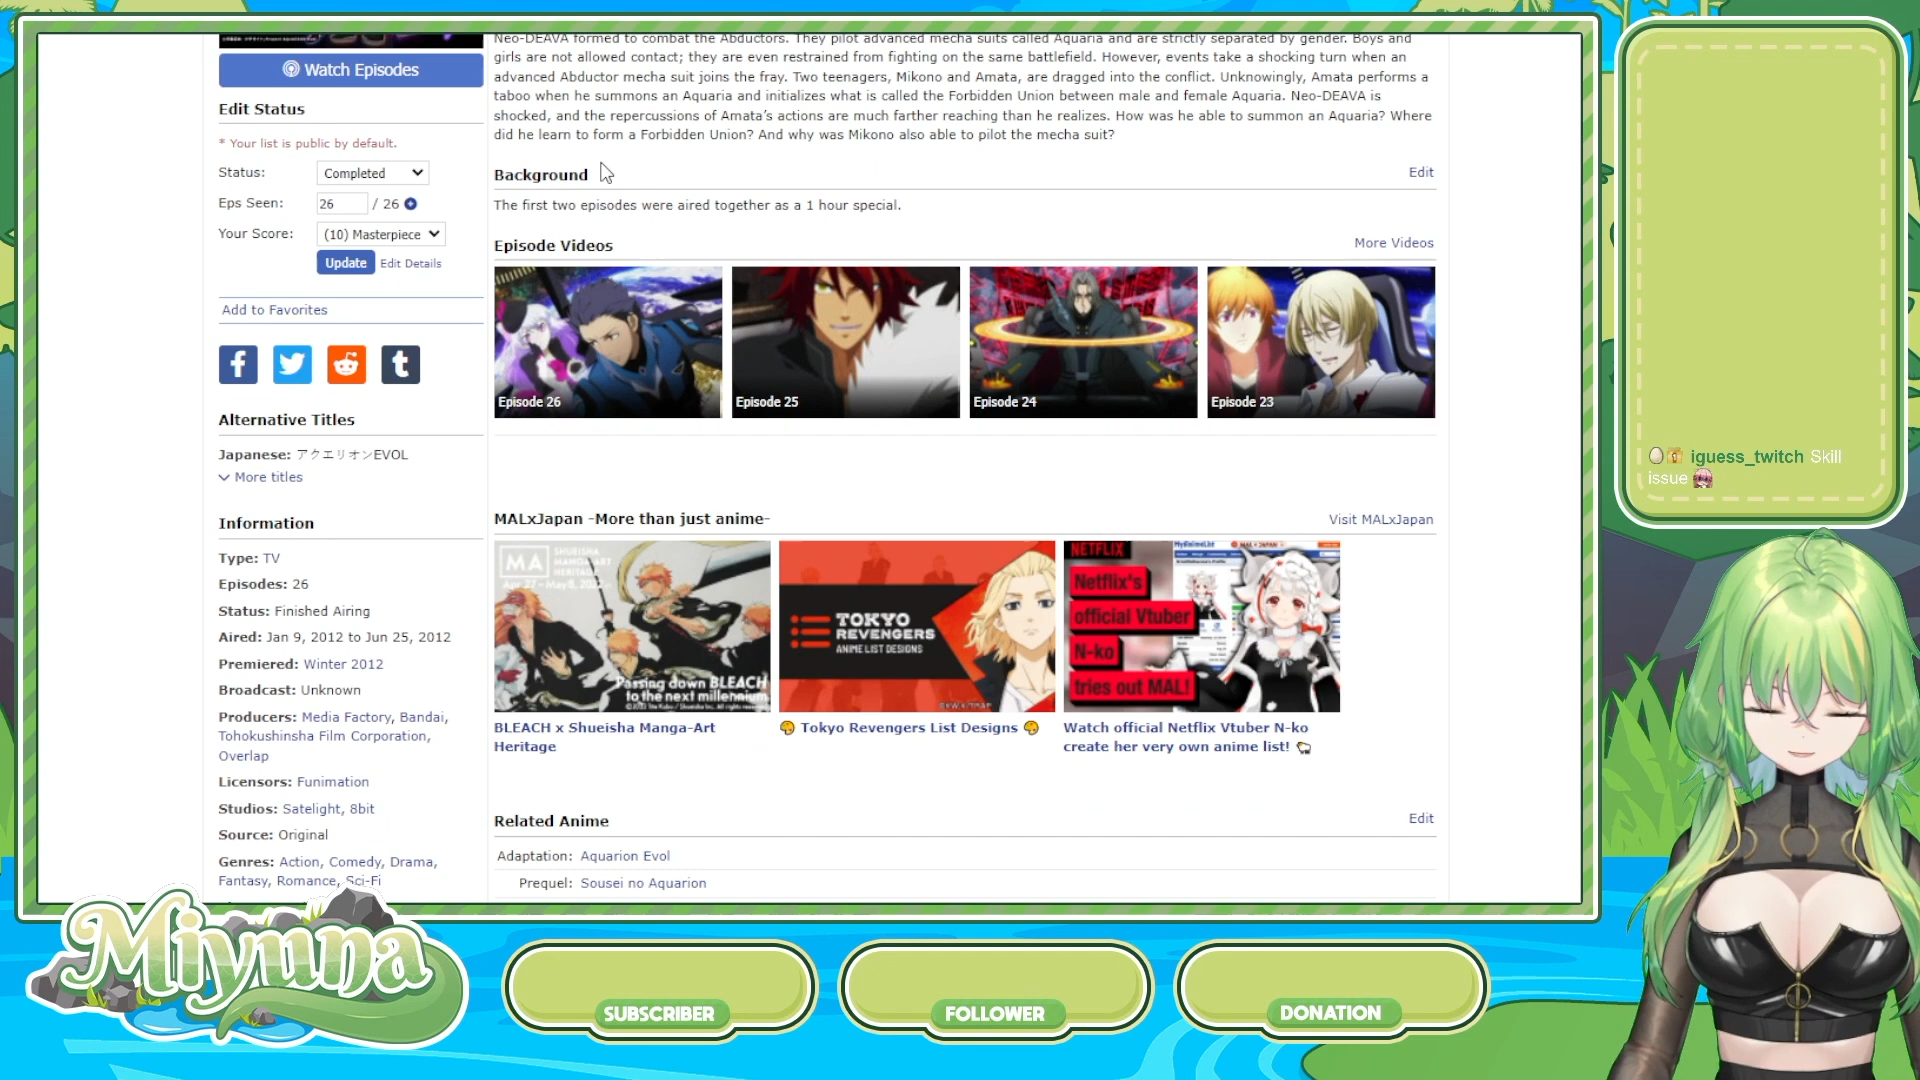 Watch Episodes
Edit Status
* Your list is public by default.
Status: Completed
Eps Seen: 26 / 26
Your Score: (10) Masterpiece
Update Edit Details
Add to Favorites
Alternative Titles
Japanese: アクエリオンEVOL
More titles
Information
Type: TV
Episodes: 26
Status: Finished Airing
Aired: Jan 9, 2012 to Jun 25, 2012
Premiered: Winter 2012
Broadcast: Unknown
Producers: Media Factory, Bandai,
Tohokushinsha Film Corporation,
Overlap
Licensors: Funimation
Studios: Satelight, 8bit
Source: Original
Genres: Action, Comedy, Drama,
Fantasy, Romance, Sci-Fi
Neo-DEAVA formed to combat the Abductors. They pilot advanced mecha suits called Aquaria and are strictly separated by gender. Boys and
girls are not allowed contact; they are even restrained from fighting on the same battlefield. However, events take a shocking turn when an
advanced Abductor mecha suit joins the fray. Two teenagers, Mikono and Amata, are dragged into the conflict. Unknowingly, Amata performs a
taboo when he summons an Aquaria and initializes what is called the Forbidden Union between male and female Aquaria. Neo-DEAVA is
shocked, and the repercussions of Amata's actions are much farther reaching than he realizes. How was he able to summon an Aquaria? Where
did he learn to form a Forbidden Union? And why was Mikono also able to pilot the mecha suit?
Background Edit
The first two episodes were aired together as a 1 hour special.
Episode Videos More Videos
Episode 26
Episode 25
Episode 24
Episode 23
MALxJapan -More than just anime- Visit MALxJapan
MA
SHUEISHA
MANGA-ART
HERITAGE
Apr.27 - May8, 2022
Passing down BLEACH
to the next millennium
TOKYO
REVENGERS
ANIME LIST DESIGNS
NETFLIX
Netflix's
official Vtuber
N-ko
tries out MAL!
BLEACH x Shueisha Manga-Art
Heritage
Tokyo Revengers List Designs
Watch official Netflix Vtuber N-ko
create her very own anime list!
Related Anime Edit
Adaptation: Aquarion Evol
Prequel: Sousei no Aquarion
iguess_twitch Skill
issue
Miyuna
SUBSCRIBER
FOLLOWER
DONATION